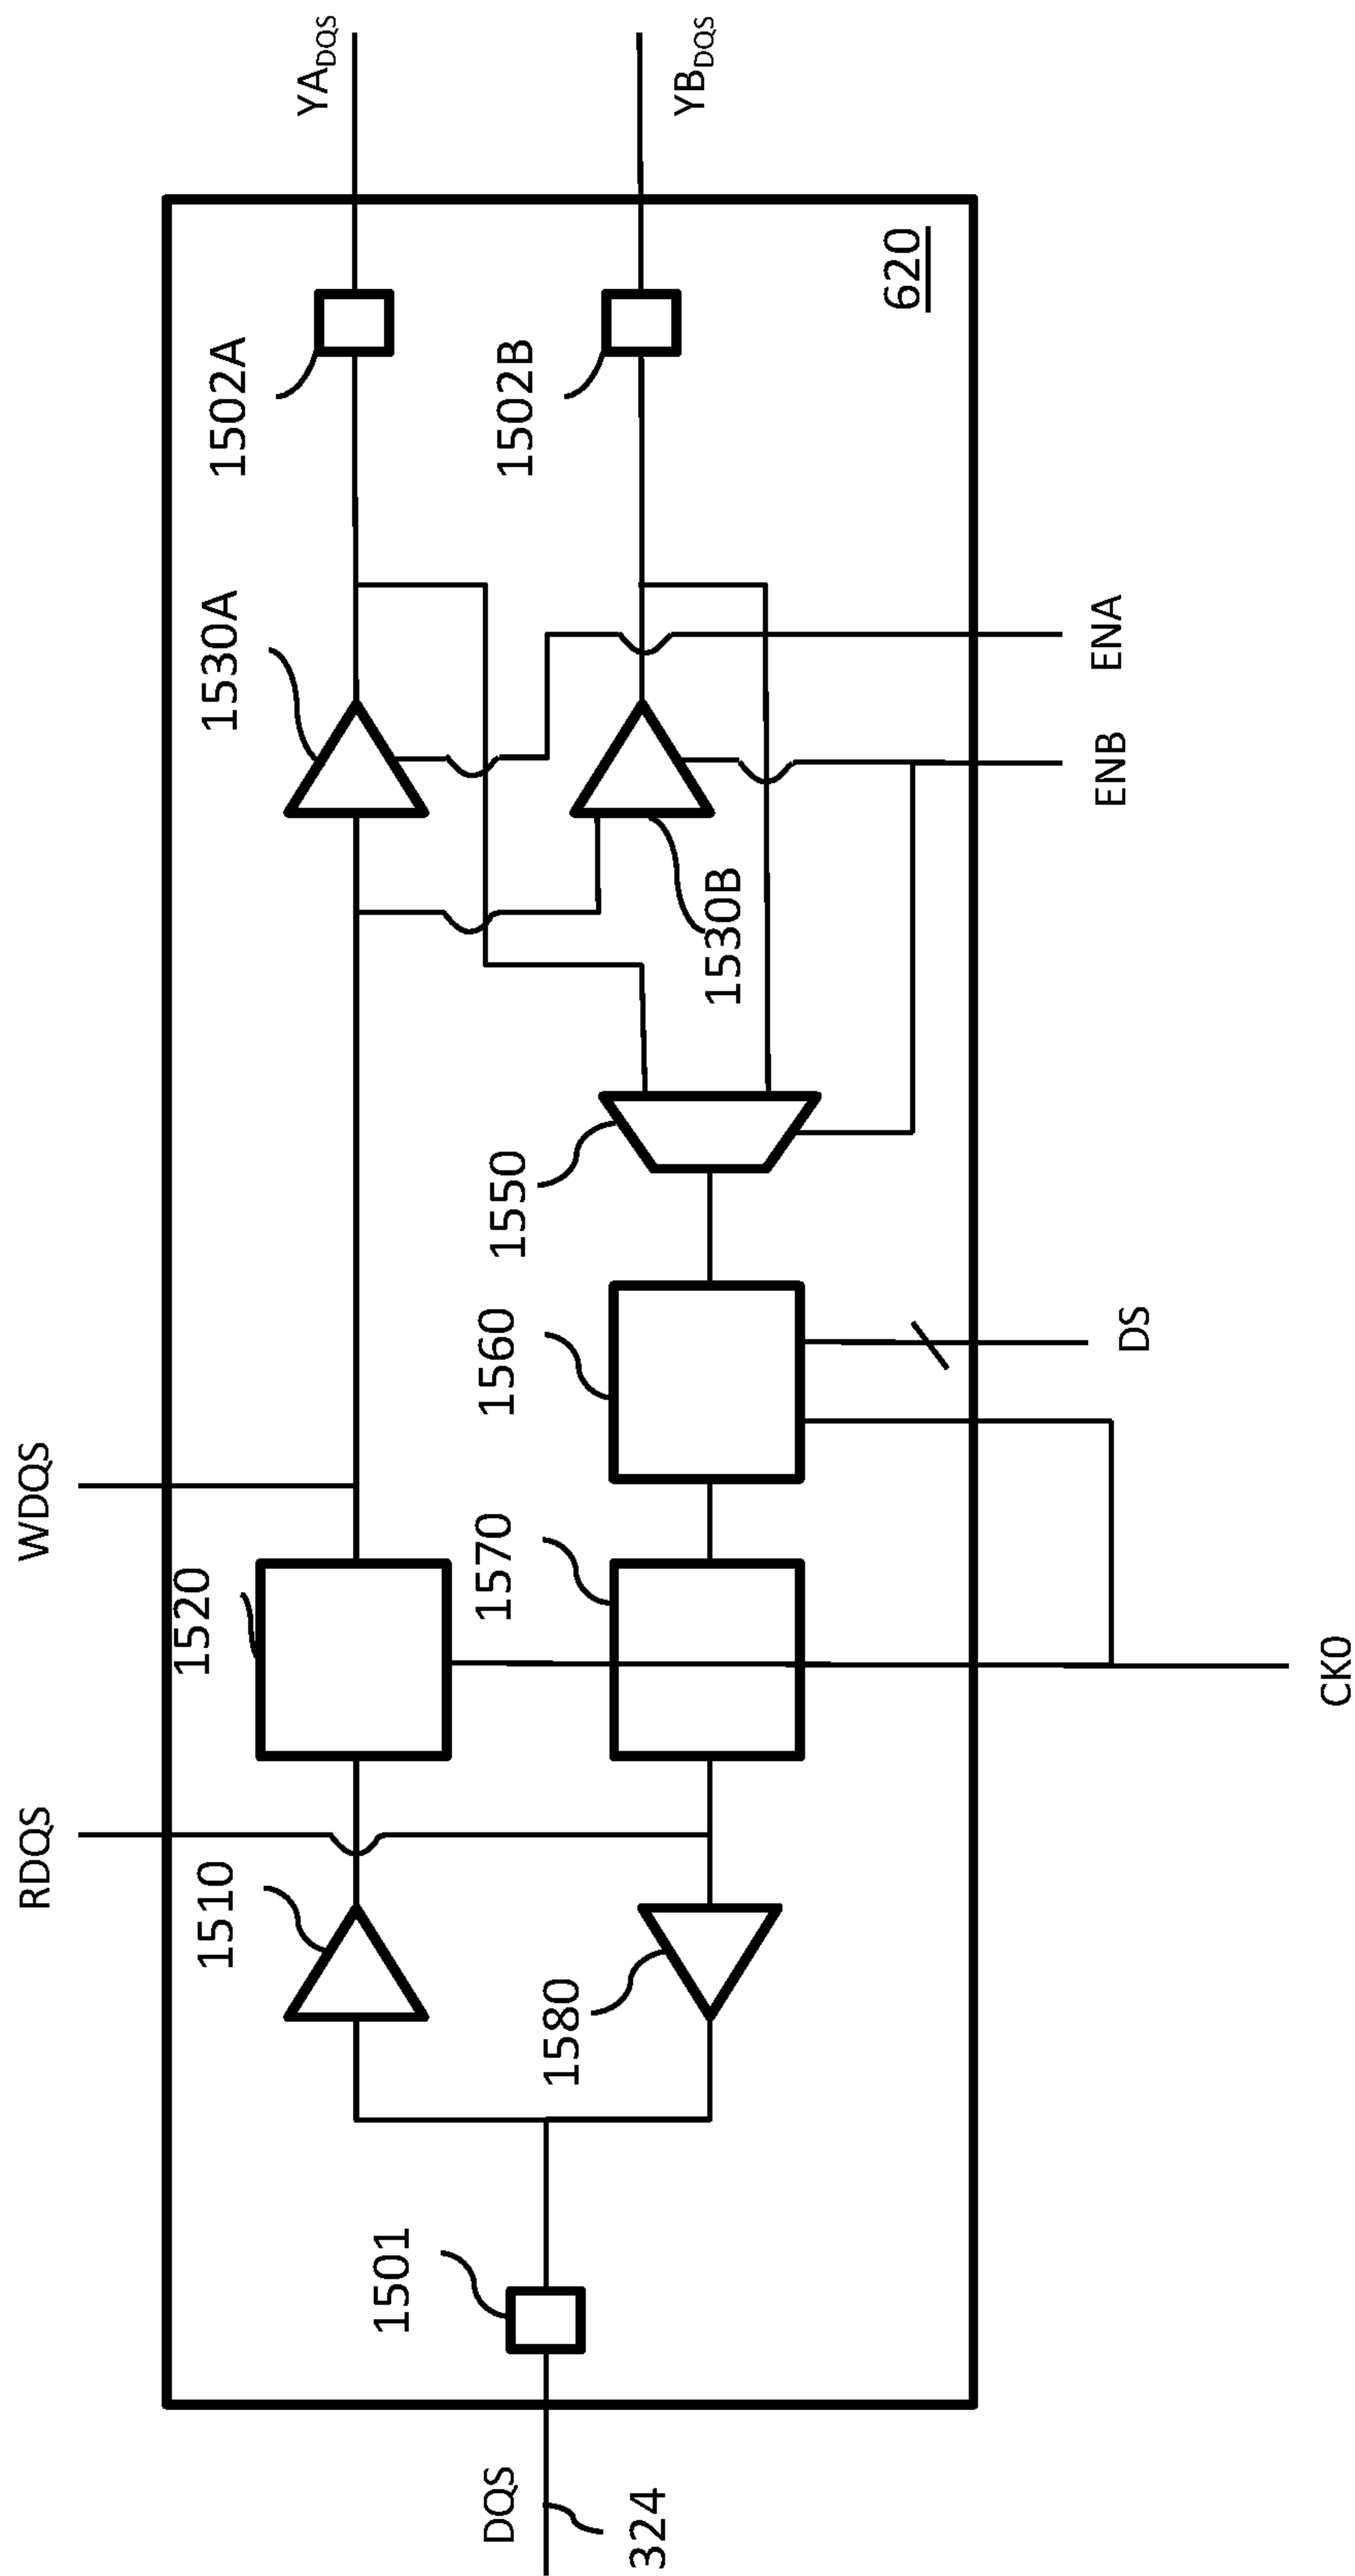 RDQS
WDQS
1510
1520
1530A
1502A
YADQS
DQS
324
1501
1580
1570
1560
1550
1530B
1502B
YBDQS
620
CK0
DS
ENB
ENA